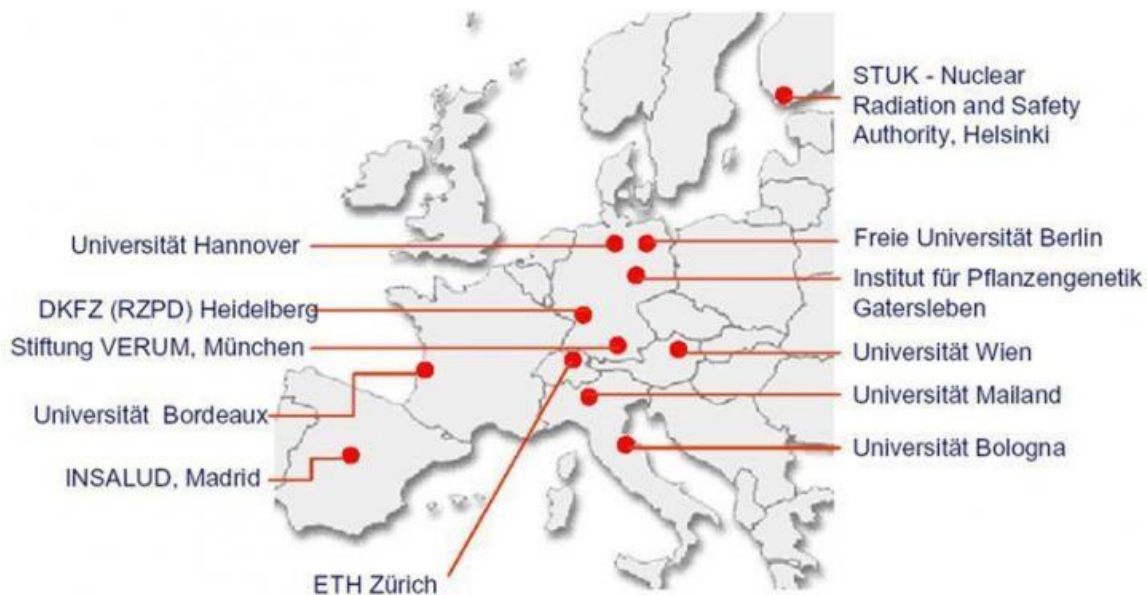 STUK - Nuclear
Radiation and Safety
Authority, Helsinki
Universität Hannover
Freie Universität Berlin
Institut für Pflanzengenetik
Gatersleben
DKFZ (RZPD) Heidelberg
Stiftung VERUM, München
Universität Wien
Universität Mailand
Universität Bordeaux
Universität Bologna
INSALUD, Madrid
ETH Zürich